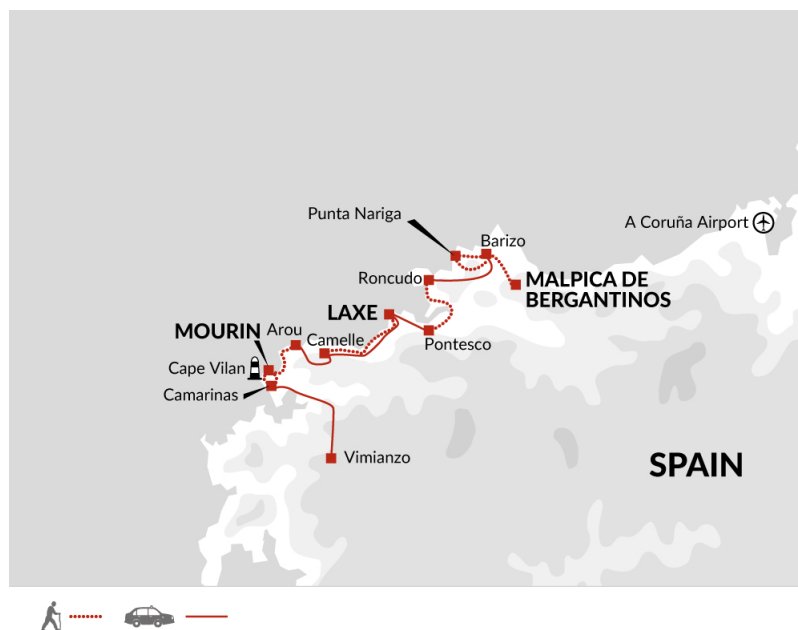 Punta Nariga
A Coruña Airport
Barizo
Roncudo
MALPICA DE
BERGANTINOS
LAXE
MOURIN
Arou
Camelle
Pontesco
Cape Vilan
Camarinas
Vimianzo
SPAIN